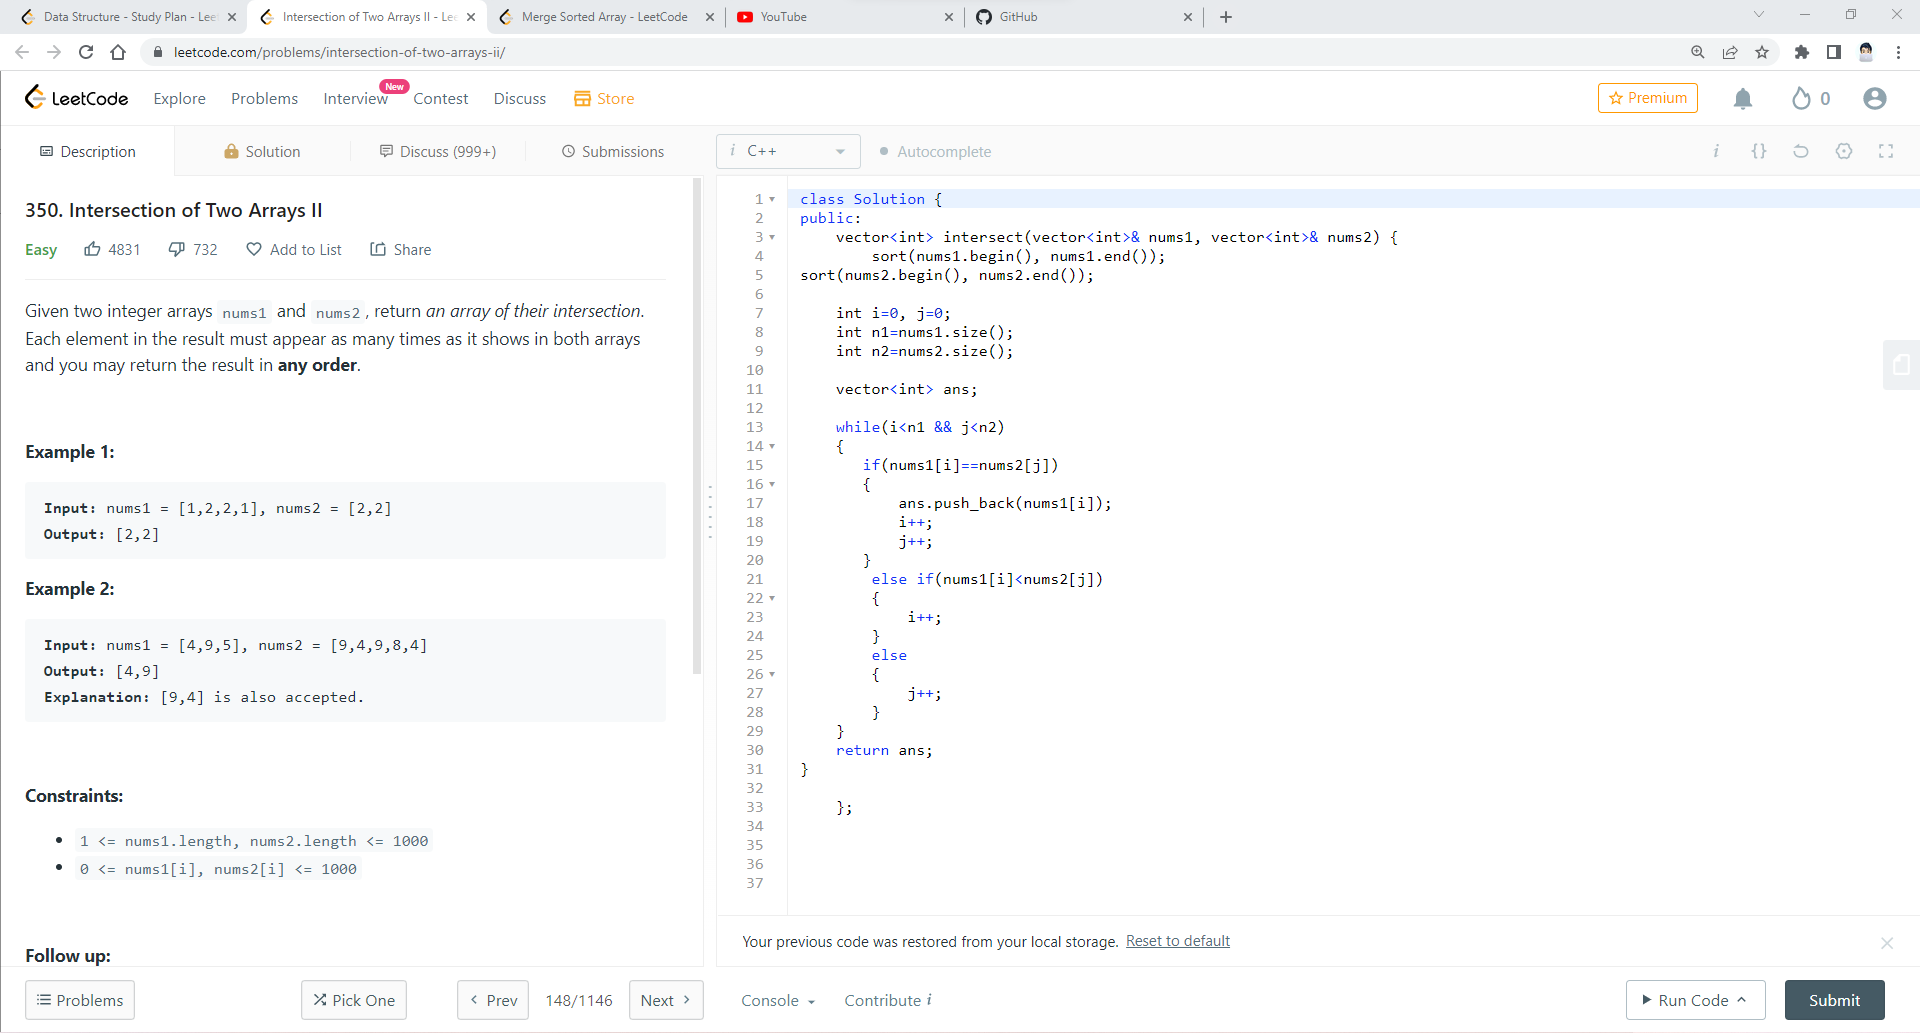 Data Structure - Study Plan - Leet
Intersection of Two Arrays II - Lee
Merge Sorted Array - LeetCode
YouTube
GitHub
leetcode.com/problems/intersection-of-two-arrays-ii/
LeetCode
Explore
Problems
Interview
New
Contest
Discuss
Store
Premium
0
Description
Solution
Discuss (999+)
Submissions
i C++
Autocomplete
i {}
350. Intersection of Two Arrays II
Easy
4831
732
Add to List
Share
Given two integer arrays nums1 and nums2, return an array of their intersection.
Each element in the result must appear as many times as it shows in both arrays
and you may return the result in any order.
Example 1:
Input: nums1 = [1,2,2,1], nums2 = [2,2]
Output: [2,2]
Example 2:
Input: nums1 = [4,9,5], nums2 = [9,4,9,8,4]
Output: [4,9]
Explanation: [9,4] is also accepted.
Constraints:
1 <= nums1.length, nums2.length <= 1000
0 <= nums1[i], nums2[i] <= 1000
Follow up:
1 class Solution {
2 public:
3 vector<int> intersect(vector<int>& nums1, vector<int>& nums2) {
4 sort(nums1.begin(), nums1.end());
5 sort(nums2.begin(), nums2.end());
6
7 int i=0, j=0;
8 int n1=nums1.size();
9 int n2=nums2.size();
10
11 vector<int> ans;
12
13 while(i<n1 && j<n2)
14 {
15 if(nums1[i]==nums2[j])
16 {
17 ans.push_back(nums1[i]);
18 i++;
19 j++;
20 }
21 else if(nums1[i]<nums2[j])
22 {
23 i++;
24 }
25 else
26 {
27 j++;
28 }
29 }
30 return ans;
31 }
32
33 };
34
35
36
37
Your previous code was restored from your local storage. Reset to default
Problems
Pick One
Prev
148/1146
Next
Console
Contribute i
Run Code
Submit